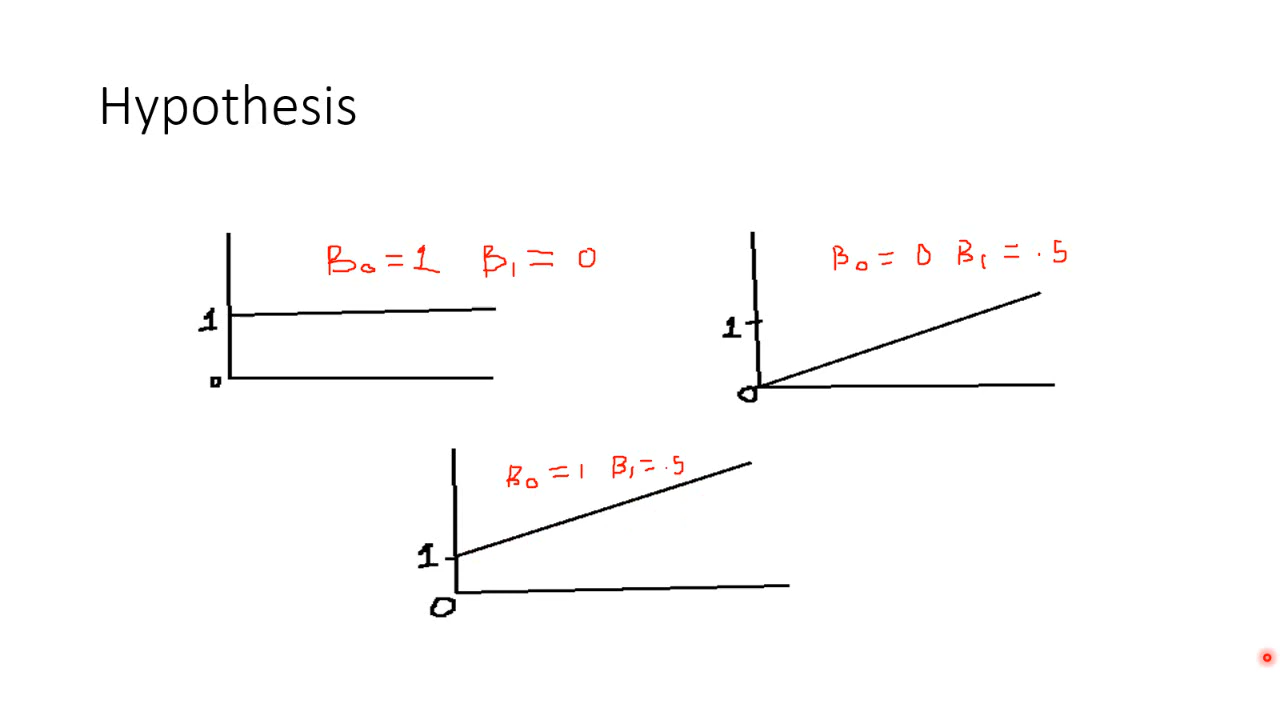 Hypothesis
B₀ = 1 B₁ = 0
1
0
B₀ = 0 B₁ = .5
1
0
B₀ = 1 B₁ = .5
1
0